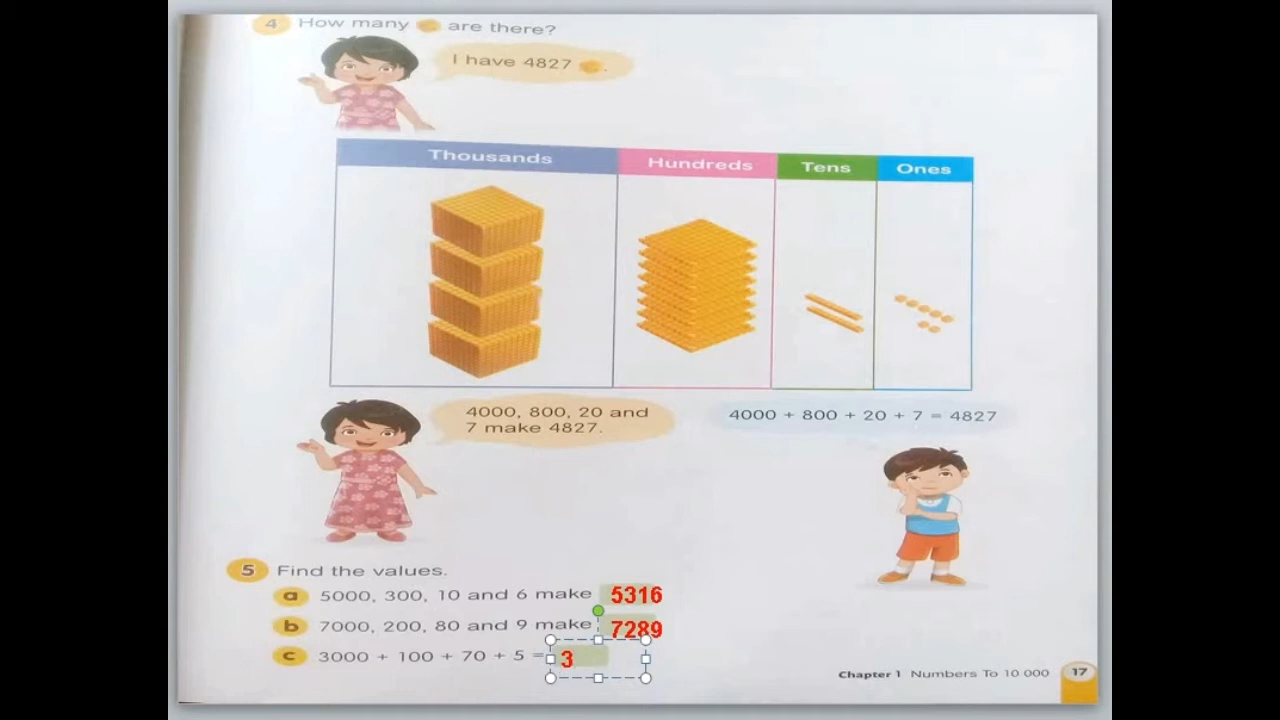 4 How many are there?
I have 4827 .
Thousands Hundreds Tens Ones
4000, 800, 20 and
7 make 4827.
4000 + 800 + 20 + 7 = 4827
5 Find the values.
a 5000, 300, 10 and 6 make 5316
b 7000, 200, 80 and 9 make 7289
c 3000 + 100 + 70 + 5 = 3
Chapter 1 Numbers To 10 000 17